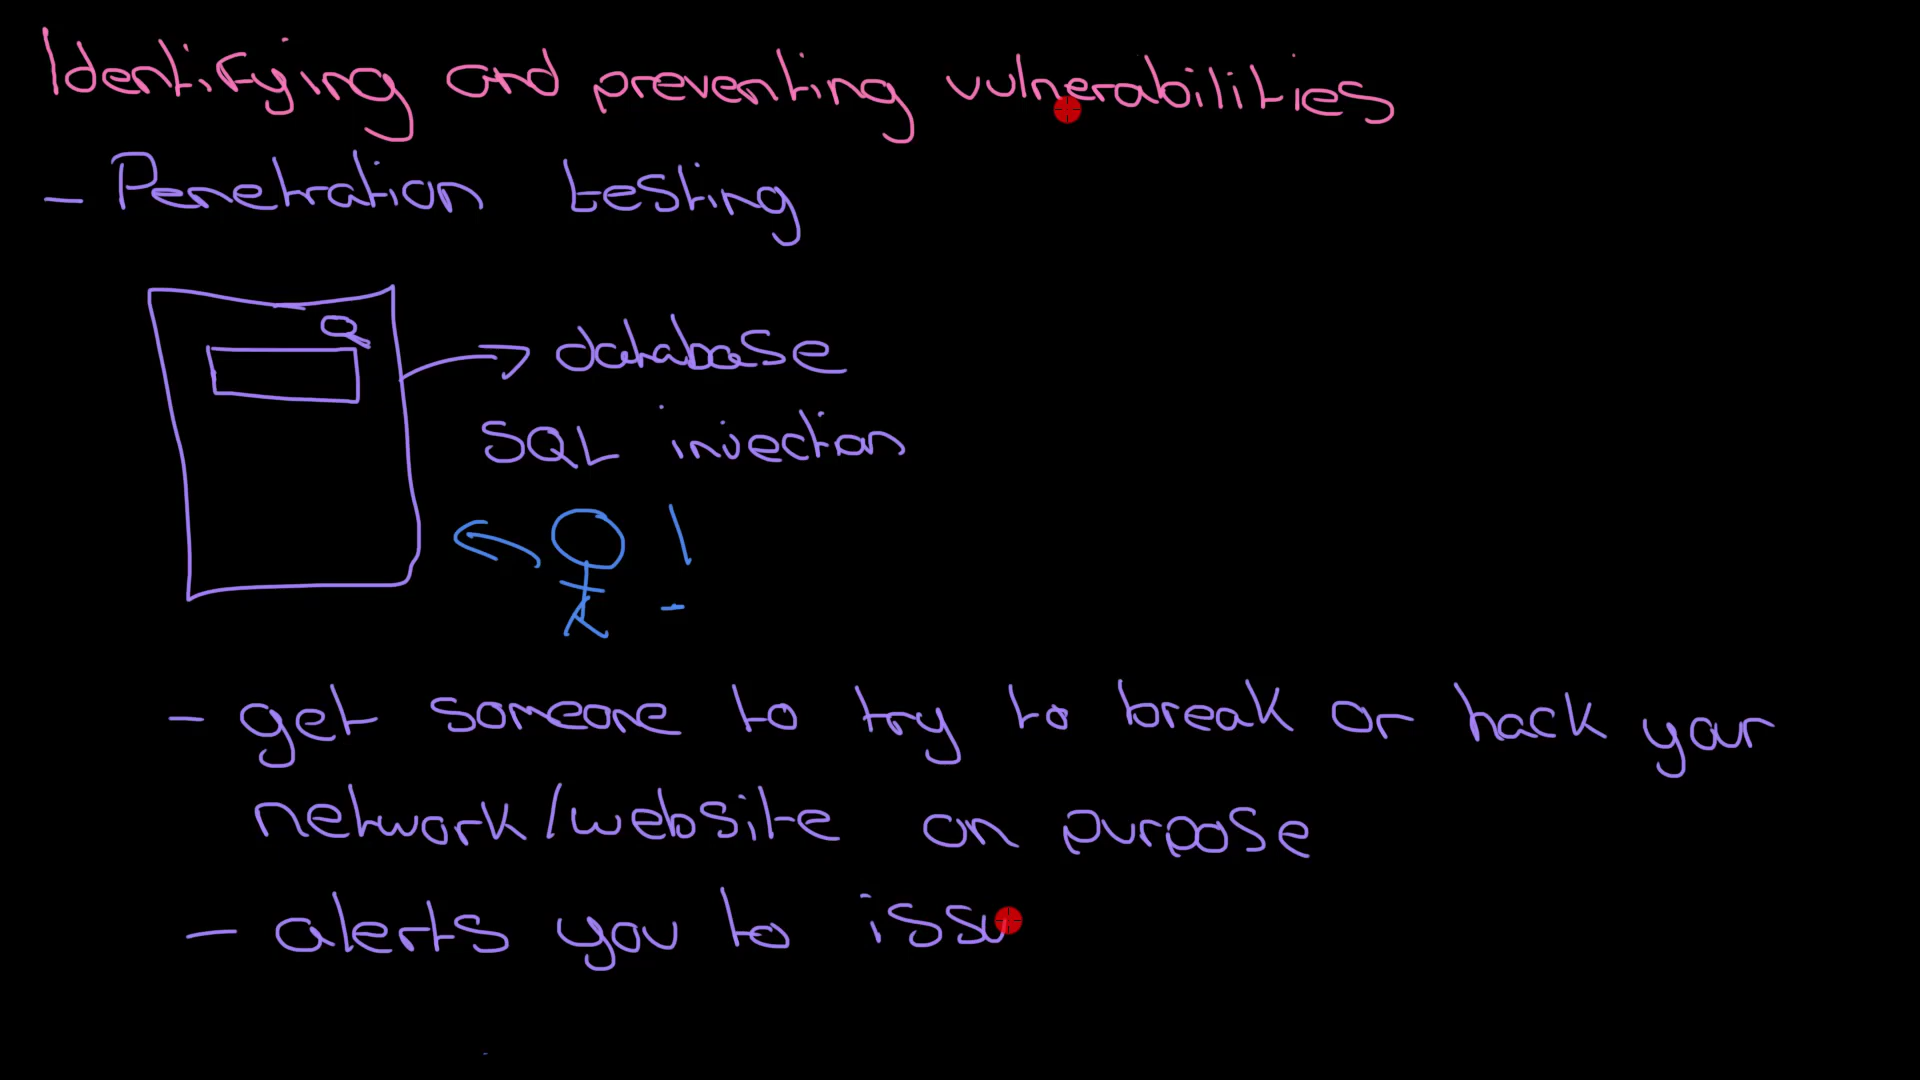 Identifying and preventing vulnerabilities
- Penetration testing
database
SQL injection
!
- get someone to try to break or hack your
network/website on purpose
- alerts you to issu